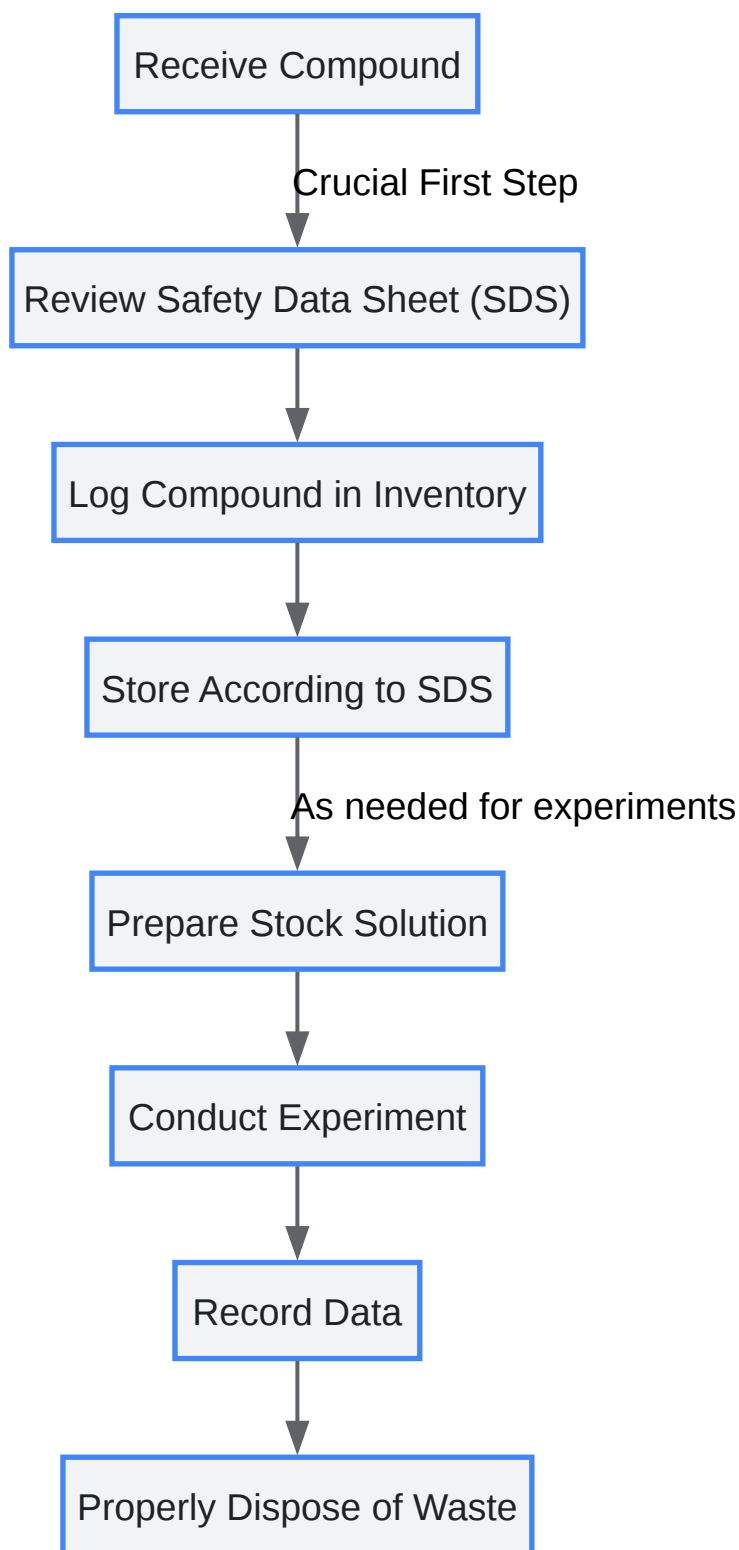 Receive Compound
Crucial First Step
Review Safety Data Sheet (SDS)
Log Compound in Inventory
Store According to SDS
As needed for experiments
Prepare Stock Solution
Conduct Experiment
Record Data
Properly Dispose of Waste